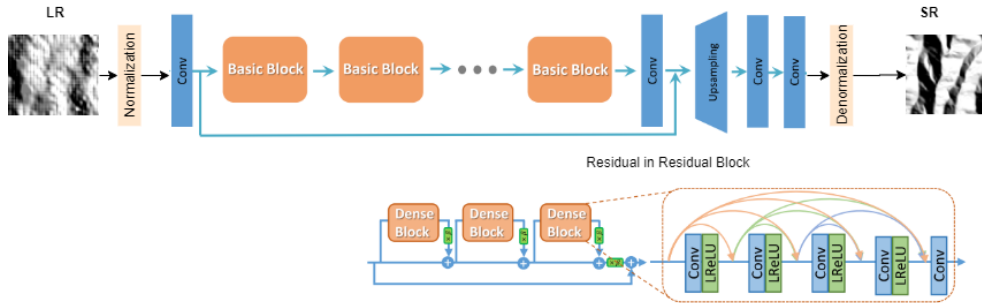 LR
SR
Normalization
Conv
Basic Block
Basic Block
Basic Block
Conv
Upsampling
Conv
Conv
Denormalization
Residual in Residual Block
Dense
Block
Dense
Block
Dense
Block
Conv
LReLU
Conv
LReLU
Conv
LReLU
Conv
LReLU
Conv